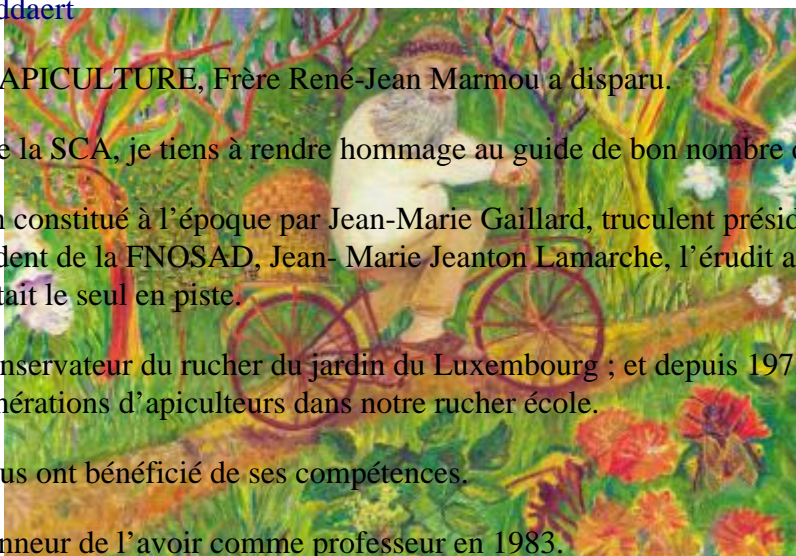 ddaert
APICULTURE, Frère René-Jean Marmou a disparu.
e la SCA, je tiens à rendre hommage au guide de bon nombre
n constitué à l'époque par Jean-Marie Gaillard, truculent présid
dent de la FNOSAD, Jean- Marie Jeanton Lamarche, l'érudit a
tait le seul en piste.
nservateur du rucher du jardin du Luxembourg ; et depuis 197
nérations d'apiculteurs dans notre rucher école.
us ont bénéficié de ses compétences.
nneur de l'avoir comme professeur en 1983.